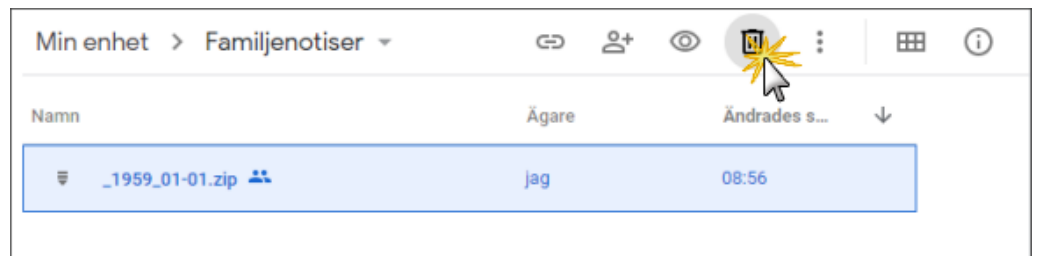 Min enhet > Familjenotiser
Namn Ägare Ändrades s...
_1959_01-01.zip jag 08:56